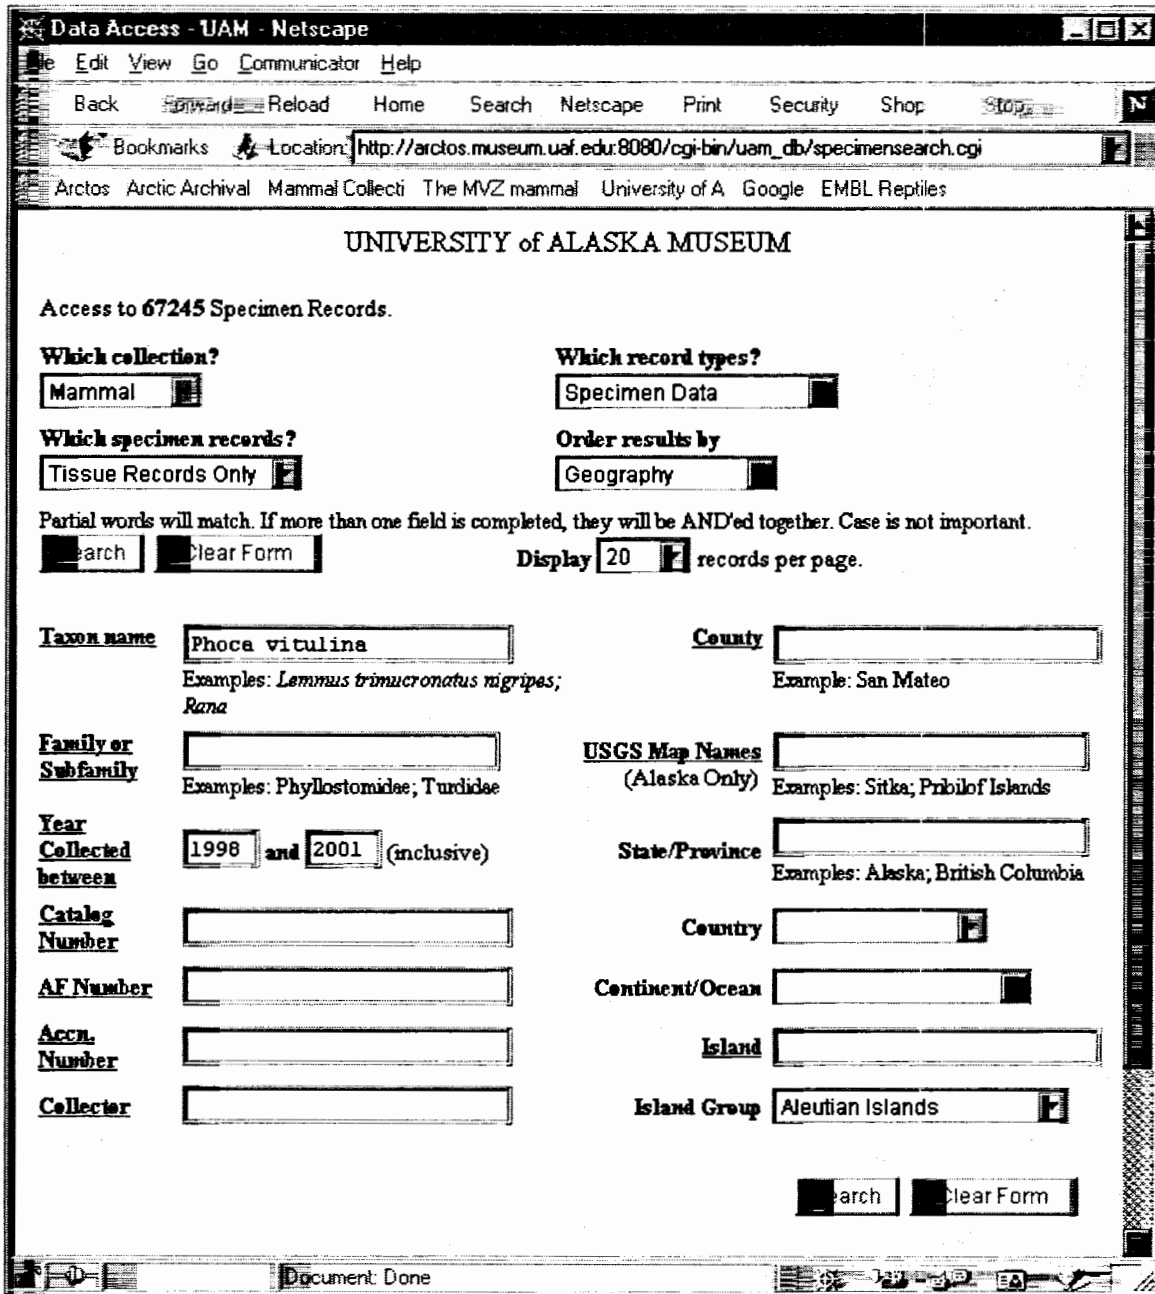 Data Access - UAM - Netscape
Edit View Go Communicator Help
Back Forward Reload Home Search Netscape Print Security Shop Stop N
Bookmarks Location: http://arctos.museum.uaf.edu:8080/cgi-bin/uam_db/specimensearch.cgi
Arctos Arctic Archival Mammal Collecti The MVZ mammal University of A Google EMBL Reptiles
UNIVERSITY of ALASKA MUSEUM
Access to 67245 Specimen Records.
Which collection? Which record types?
Mammal Specimen Data
Which specimen records? Order results by
Tissue Records Only Geography
Partial words will match. If more than one field is completed, they will be AND'ed together. Case is not important.
earch Clear Form Display 20 records per page.
Taxon name Phoca vitulina County
Examples: Lemmus trimucronatus nigripes; Example: San Mateo
Rana
Family or USGS Map Names
Subfamily (Alaska Only)
Examples: Phyllostomidae; Turdidae Examples: Sitka; Pribilof Islands
Year
Collected 1998 and 2001 (inclusive) State/Province
between Examples: Alaska; British Columbia
Catalog
Number Country
AF Number Continent/Ocean
Accn.
Number Island
Collector Island Group Aleutian Islands
earch Clear Form
Document: Done